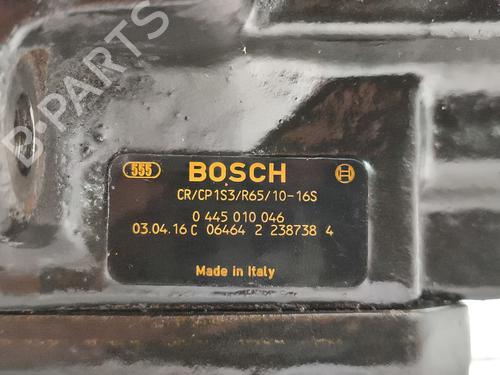 B-PARTS
555 BOSCH
CR/CP1S3/R65/10-16S
0 445 010 046
03.04.16 C 06464 2 238738 4
Made in Italy